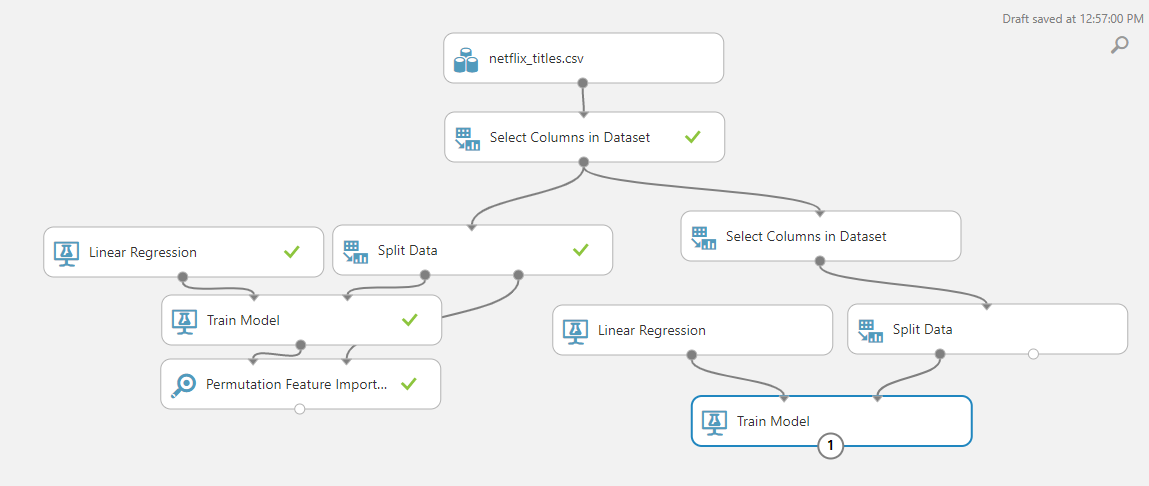 Draft saved at 12:57:00 PM
netflix_titles.csv
Select Columns in Dataset
Linear Regression
Split Data
Select Columns in Dataset
Train Model
Linear Regression
Split Data
Permutation Feature Import...
Train Model
1